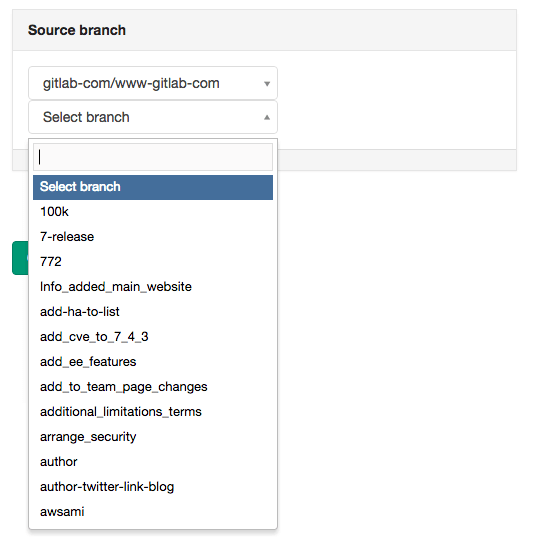 Source branch
gitlab-com/www-gitlab-com
Select branch
Select branch
100k
7-release
772
Info_added_main_website
add-ha-to-list
add_cve_to_7_4_3
add_ee_features
add_to_team_page_changes
additional_limitations_terms
arrange_security
author
author-twitter-link-blog
awsami